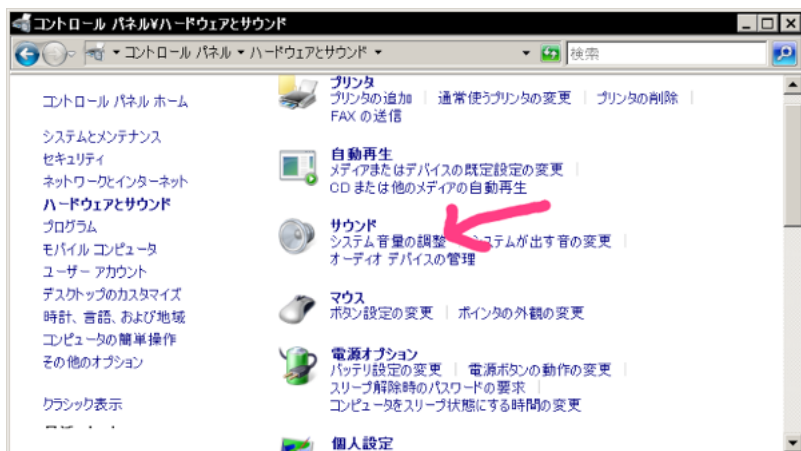 コントロール パネル¥ハードウェアとサウンド
コントロール パネル ハードウェアとサウンド
検索
コントロール パネル ホーム
システムとメンテナンス
セキュリティ
ネットワークとインターネット
ハードウェアとサウンド
プログラム
モバイル コンピュータ
ユーザー アカウント
デスクトップのカスタマイズ
時計、言語、および地域
コンピュータの簡単操作
その他のオプション
クラシック表示
プリンタ
プリンタの追加 通常使うプリンタの変更 プリンタの削除
FAX の送信
自動再生
メディアまたはデバイスの既定設定の変更
CD または他のメディアの自動再生
サウンド
システム音量の調整 システムが出す音の変更
オーディオ デバイスの管理
マウス
ボタン設定の変更 ポインタの外観の変更
電源オプション
バッテリ設定の変更 電源ボタンの動作の変更
スリープ解除時のパスワードの要求
コンピュータをスリープ状態にする時間の変更
個人設定